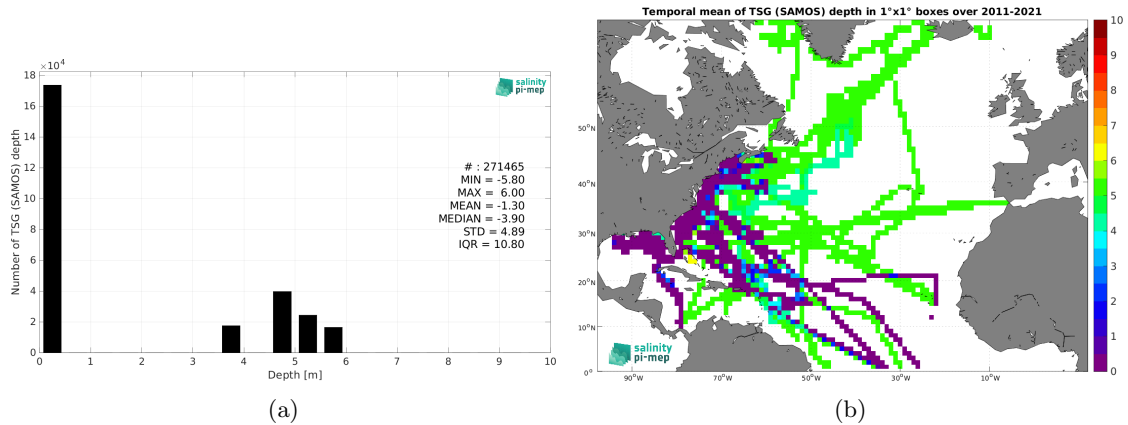 Temporal mean of TSG (SAMOS) depth in 1°x1° boxes over 2011-2021
×10⁴
18
16
14
12
10
8
6
4
2
0
Number of TSG (SAMOS) depth
salinity
pi-mep
# : 271465
MIN = -5.80
MAX = 6.00
MEAN = -1.30
MEDIAN = -3.90
STD = 4.89
IQR = 10.80
0 1 2 3 4 5 6 7 8 9 10
Depth [m]
(a)
50°N
40°N
30°N
20°N
10°N
0°
90°W 70°W 50°W 30°W 10°W
salinity
pi-mep
10
9
8
7
6
5
4
3
2
1
0
(b)